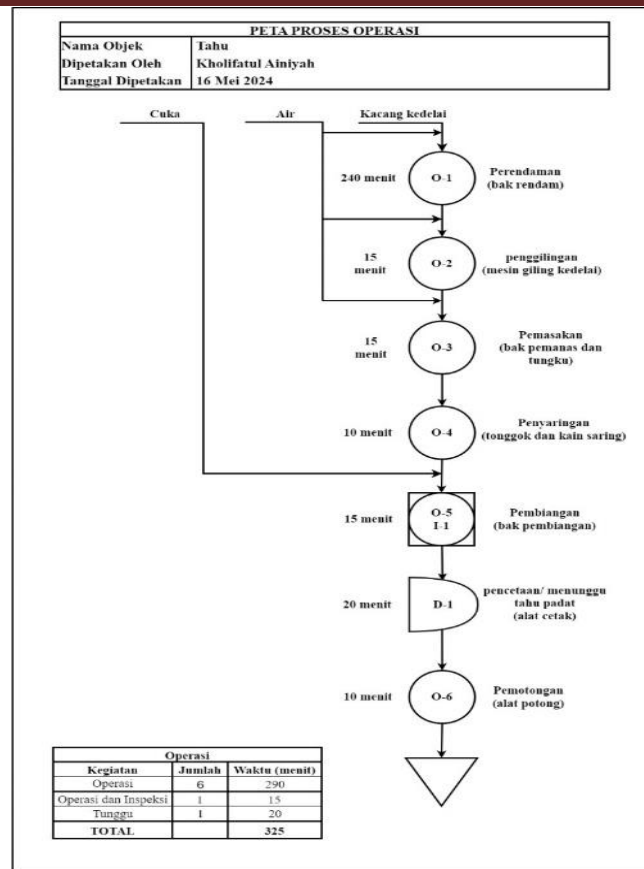 PETA PROSES OPERASI
Nama Objek Tahu
Dipetakan Oleh Kholifatul Ainiyah
Tanggal Dipetakan 16 Mei 2024
Cuka Air Kacang kedelai
240 menit O-1 Perendaman
(bak rendam)
15
menit O-2 penggilingan
(mesin giling kedelai)
15
menit O-3 Pemasakan
(bak pemanas dan
tungku)
10 menit O-4 Penyaringan
(tonggok dan kain saring)
15 menit O-5
I-1 Pembiangan
(bak pembiangan)
20 menit D-1 pencetaan/ menunggu
tahu padat
(alat cetak)
10 menit O-6 Pemotongan
(alat potong)
Operasi
Kegiatan Jumlah Waktu (menit)
Operasi 6 290
Operasi dan Inspeksi 1 15
Tunggu 1 20
TOTAL 325